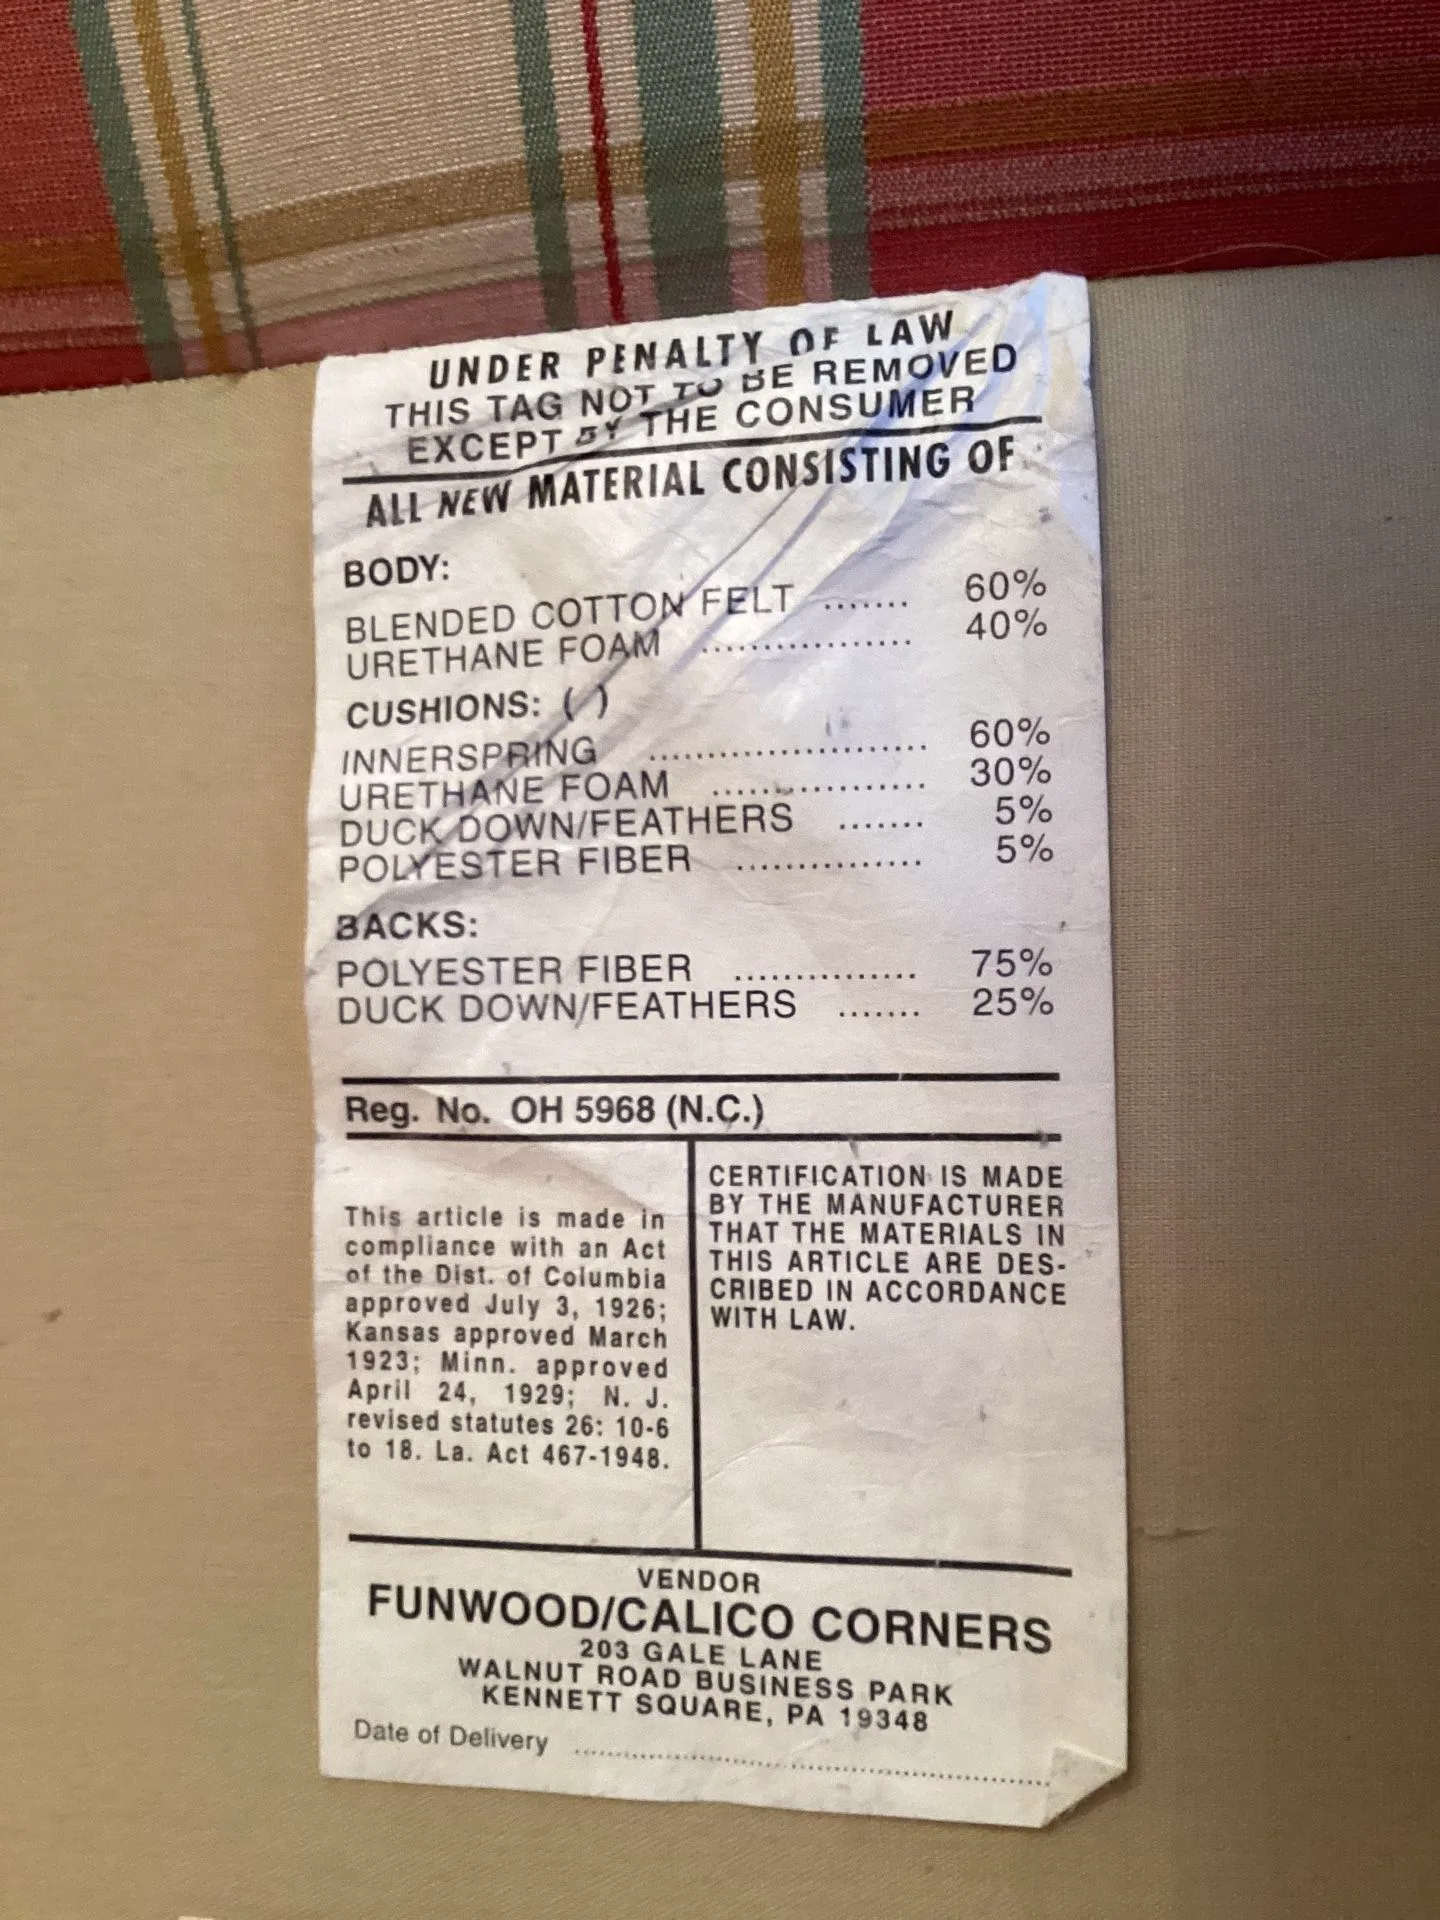 UNDER PENALTY OF LAW
THIS TAG NOT TO BE REMOVED
EXCEPT BY THE CONSUMER
ALL NEW MATERIAL CONSISTING OF
BODY:
BLENDED COTTON FELT ....... 60%
URETHANE FOAM ................. 40%
CUSHIONS: ( )
INNERSPRING ....................... 60%
URETHANE FOAM ................. 30%
DUCK DOWN/FEATHERS ....... 5%
POLYESTER FIBER ............... 5%
BACKS:
POLYESTER FIBER ............... 75%
DUCK DOWN/FEATHERS ....... 25%
Reg. No. OH 5968 (N.C.)
This article is made in
compliance with an Act
of the Dist. of Columbia
approved July 3, 1926;
Kansas approved March
1923; Minn. approved
April 24, 1929; N. J.
revised statutes 26: 10-6
to 18. La. Act 467-1948.
CERTIFICATION IS MADE
BY THE MANUFACTURER
THAT THE MATERIALS IN
THIS ARTICLE ARE DES-
CRIBED IN ACCORDANCE
WITH LAW.
VENDOR
FUNWOOD/CALICO CORNERS
203 GALE LANE
WALNUT ROAD BUSINESS PARK
KENNETT SQUARE, PA 19348
Date of Delivery ............................................................